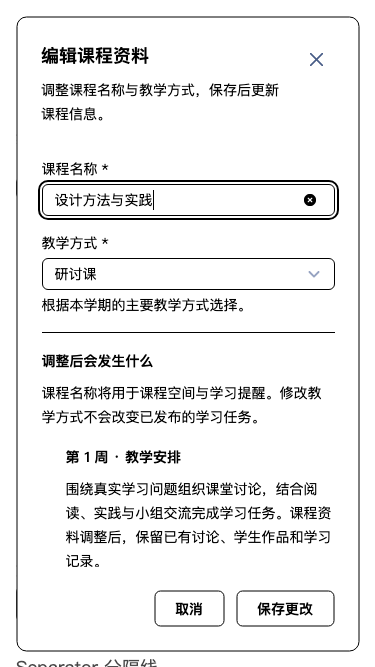 编辑课程资料
调整课程名称与教学方式，保存后更新
课程信息。
课程名称 *
设计方法与实践
教学方式 *
研讨课
根据本学期的主要教学方式选择。
调整后会发生什么
课程名称将用于课程空间与学习提醒。修改教
学方式不会改变已发布的学习任务。
第 1 周 · 教学安排
围绕真实学习问题组织课堂讨论，结合阅
读、实践与小组交流完成学习任务。课程资
料调整后，保留已有讨论、学生作品和学习
记录。
取消
保存更改
Separator 分隔线